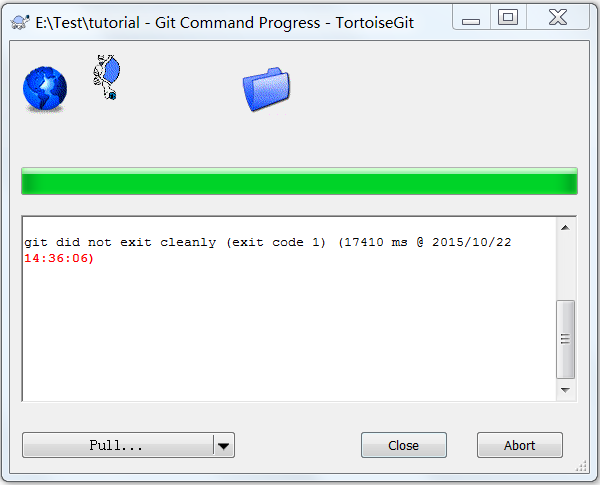 E:\Test\tutorial - Git Command Progress - TortoiseGit
git did not exit cleanly (exit code 1) (17410 ms @ 2015/10/22
14:36:06)
Pull...
Close
Abort